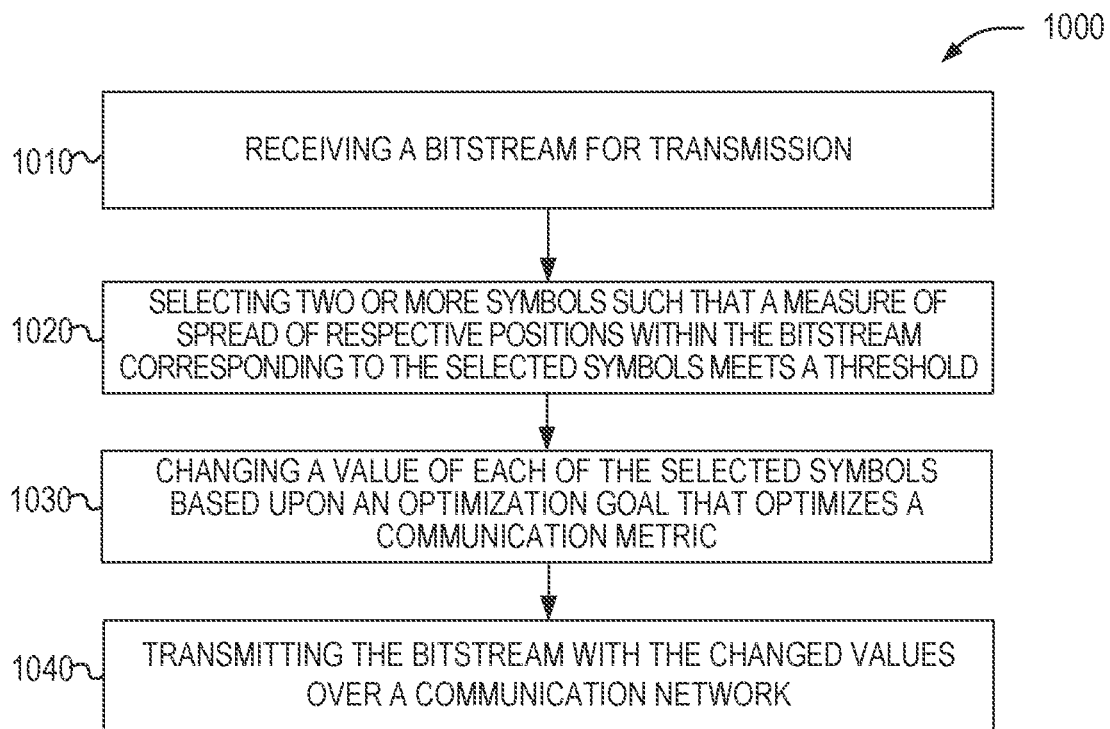 1000
1010
RECEIVING A BITSTREAM FOR TRANSMISSION
1020
SELECTING TWO OR MORE SYMBOLS SUCH THAT A MEASURE OF
SPREAD OF RESPECTIVE POSITIONS WITHIN THE BITSTREAM
CORRESPONDING TO THE SELECTED SYMBOLS MEETS A THRESHOLD
1030
CHANGING A VALUE OF EACH OF THE SELECTED SYMBOLS
BASED UPON AN OPTIMIZATION GOAL THAT OPTIMIZES A
COMMUNICATION METRIC
1040
TRANSMITTING THE BITSTREAM WITH THE CHANGED VALUES
OVER A COMMUNICATION NETWORK